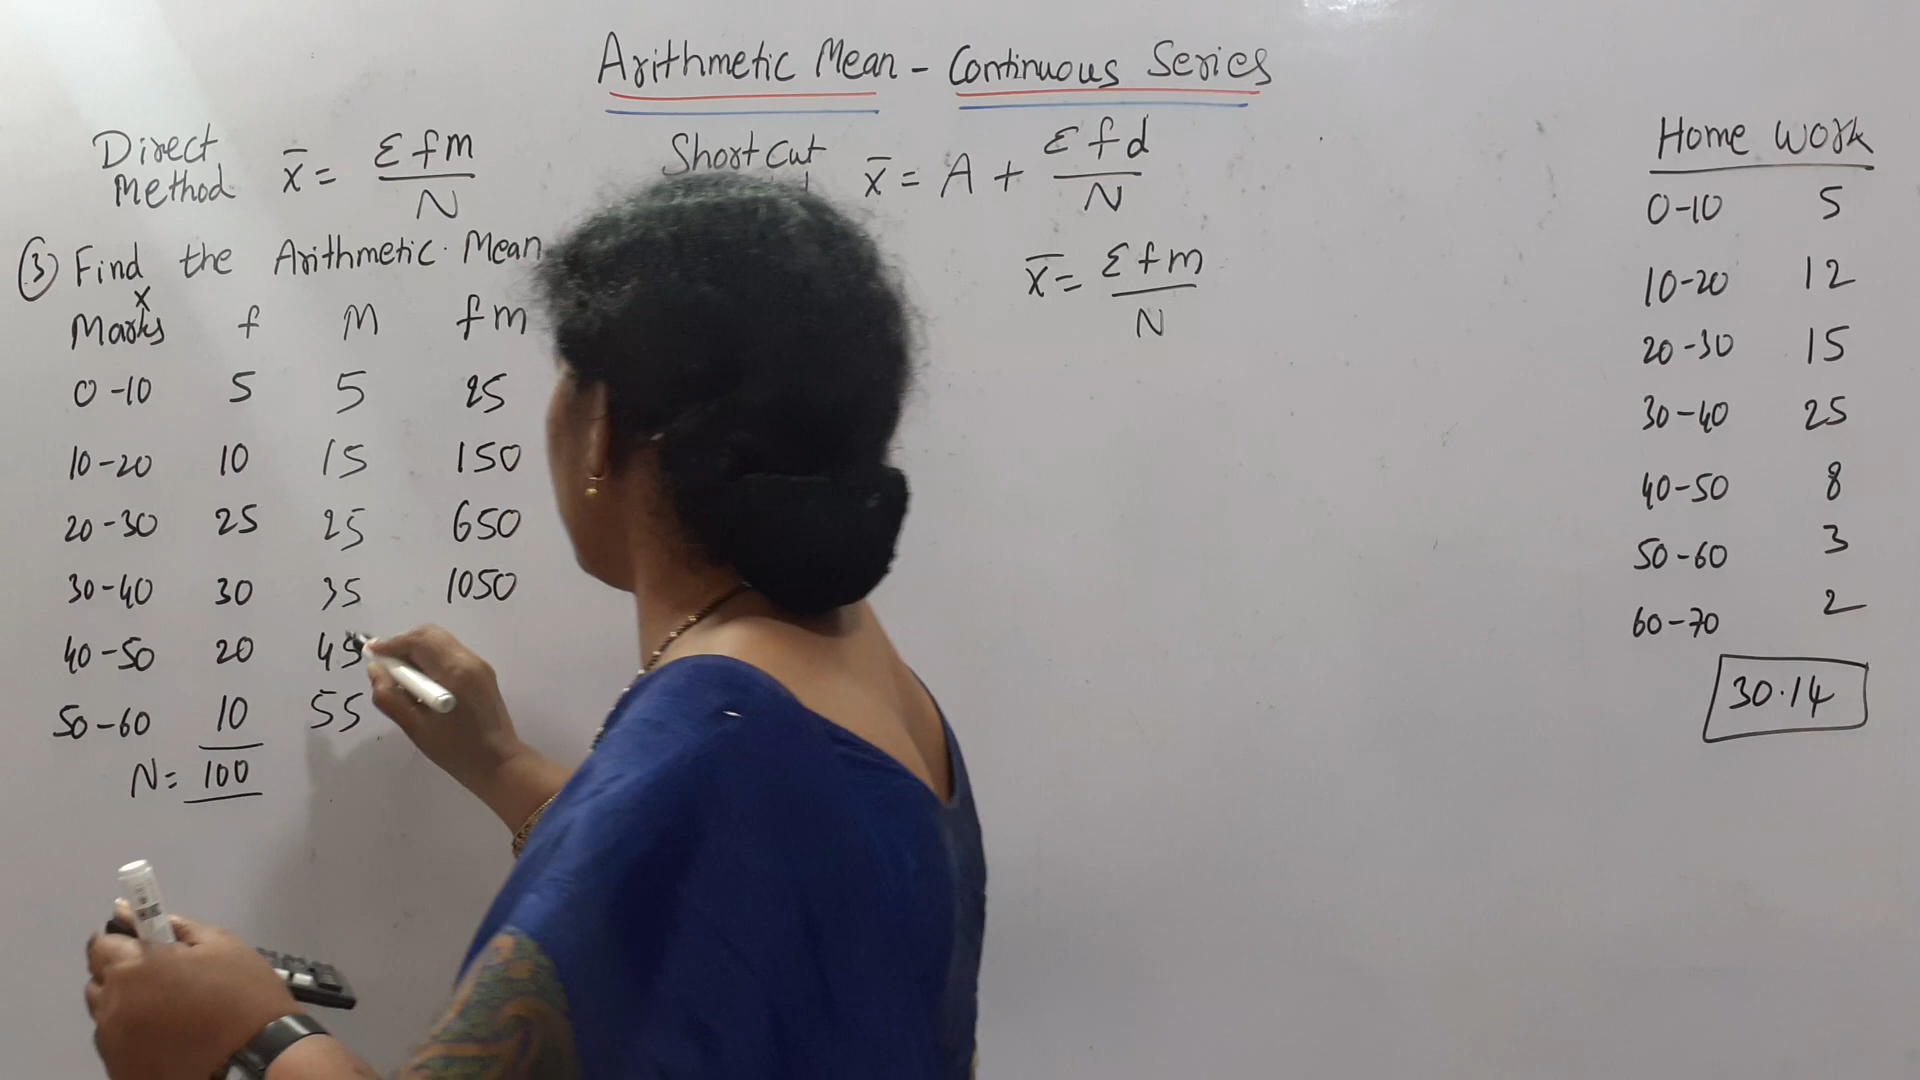 Arithmetic Mean - Continuous Series
Direct Method x̄ = Σfm / N
Short Cut x̄ = A + Σfd / N
x̄ = Σfm / N
③ Find the Arithmetic Mean
x
Marks f M fm
0-10 5 5 25
10-20 10 15 150
20-30 25 25 650
30-40 30 35 1050
40-50 20 45
50-60 10 55
N= 100
Home Work
0-10 5
10-20 12
20-30 15
30-40 25
40-50 8
50-60 3
60-70 2
30.14